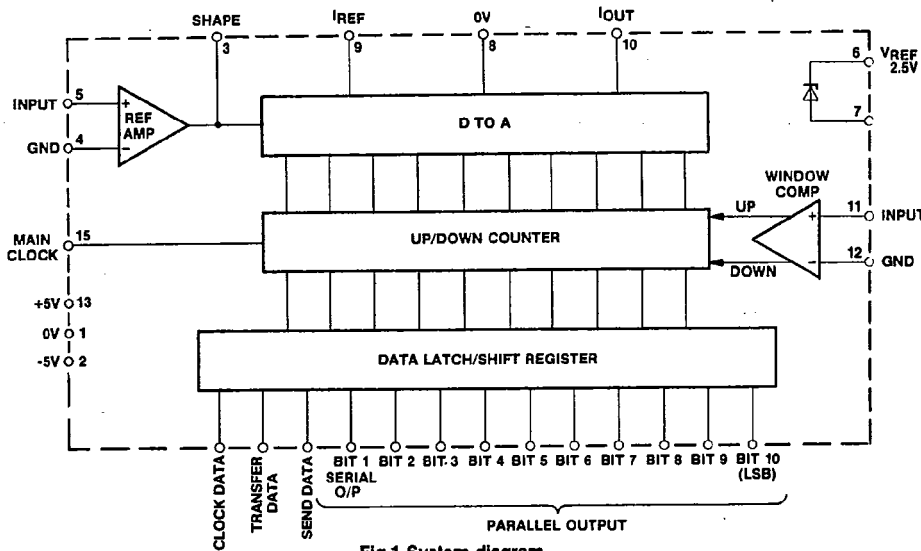 SHAPE
3
IREF
9
0V
8
IOUT
10
6
VREF
2.5V
7
INPUT
5
+
REF
AMP
-
GND
4
D TO A
WINDOW
COMP
UP
+
11
INPUT
MAIN
CLOCK
15
UP/DOWN COUNTER
DOWN
-
12
GND
+5V
13
0V
1
-5V
2
DATA LATCH/SHIFT REGISTER
CLOCK DATA
TRANSFER
DATA
SEND DATA
BIT 1
SERIAL
O/P
BIT 2
BIT 3
BIT 4
BIT 5
BIT 6
BIT 7
BIT 8
BIT 9
BIT 10
(LSB)
PARALLEL OUTPUT
Fig.1 System diagram